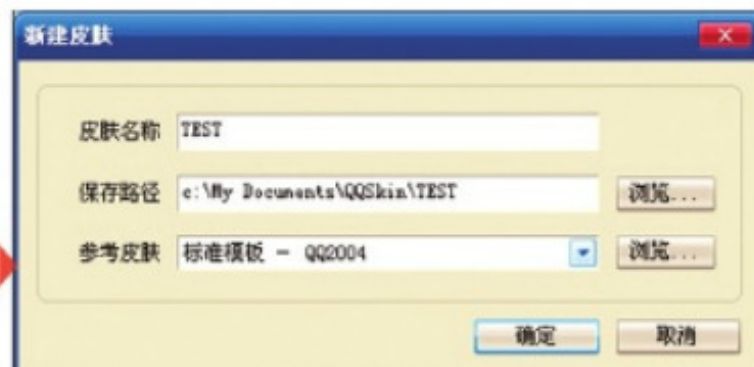 新建皮肤
皮肤名称 TEST
保存路径 c:\My Documents\QQSkin\TEST 浏览...
参考皮肤 标准模板 - QQ2004 浏览...
确定 取消